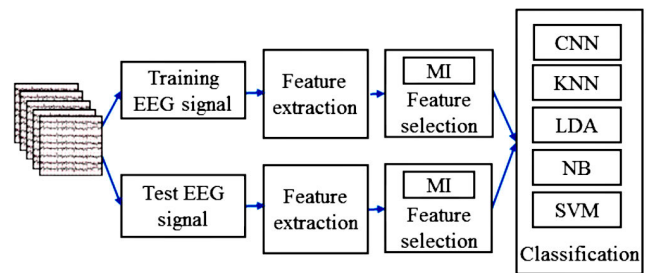 Training
EEG signal
Feature
extraction
MI
Feature
selection
Test EEG
signal
Feature
extraction
MI
Feature
selection
CNN
KNN
LDA
NB
SVM
Classification